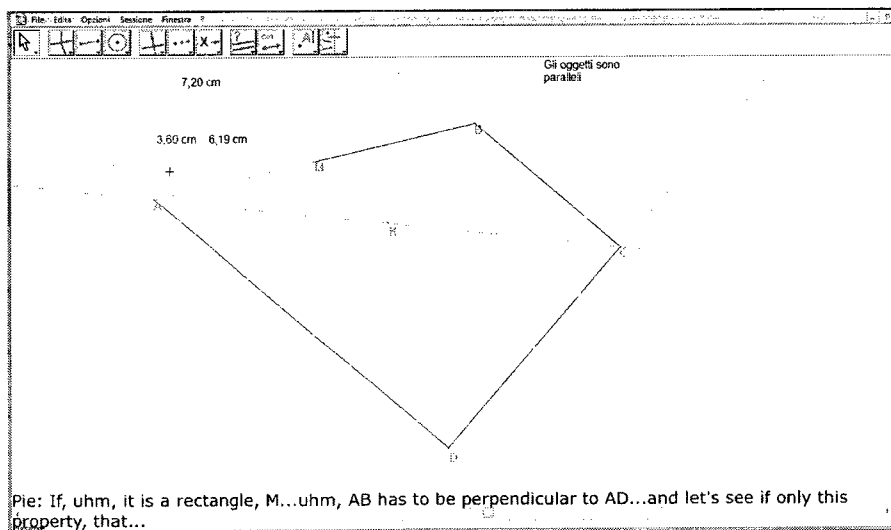 File Edita Opzioni Sessione Finestra ?
7,20 cm
Gli oggetti sono
paralleli
3,60 cm 6,19 cm
B
M
A
K
C
D
Pie: If, uhm, it is a rectangle, M...uhm, AB has to be perpendicular to AD...and let's see if only this
property, that...